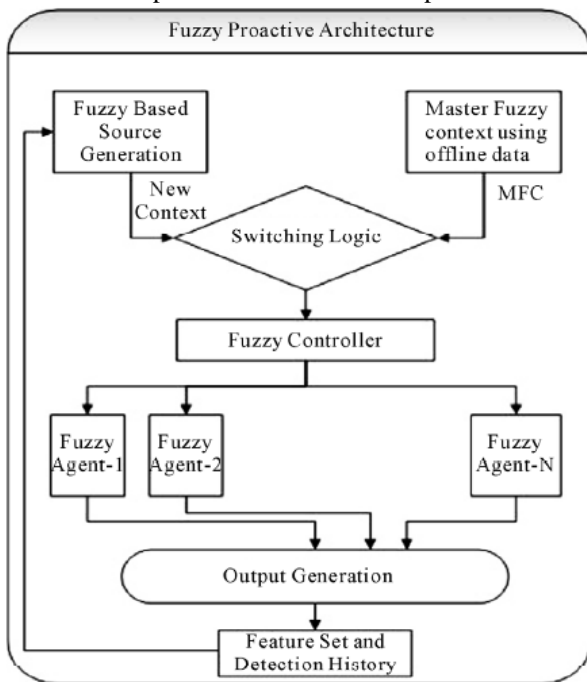 Fuzzy Proactive Architecture
Fuzzy Based
Source
Generation
Master Fuzzy
context using
offline data
New
Context
MFC
Switching Logic
Fuzzy Controller
Fuzzy
Agent-1
Fuzzy
Agent-2
Fuzzy
Agent-N
Output Generation
Feature Set and
Detection History